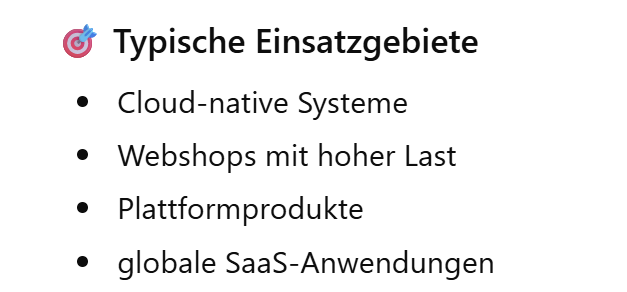 🎯 Typische Einsatzgebiete
• Cloud-native Systeme
• Webshops mit hoher Last
• Plattformprodukte
• globale SaaS-Anwendungen